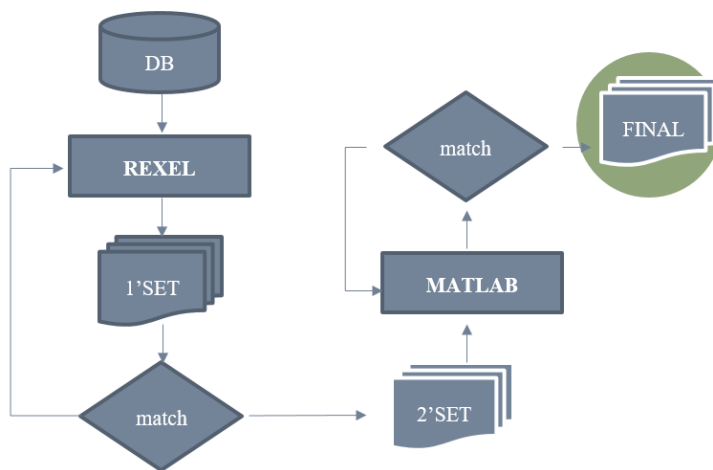 DB
REXEL
1’SET
match
2’SET
MATLAB
match
FINAL